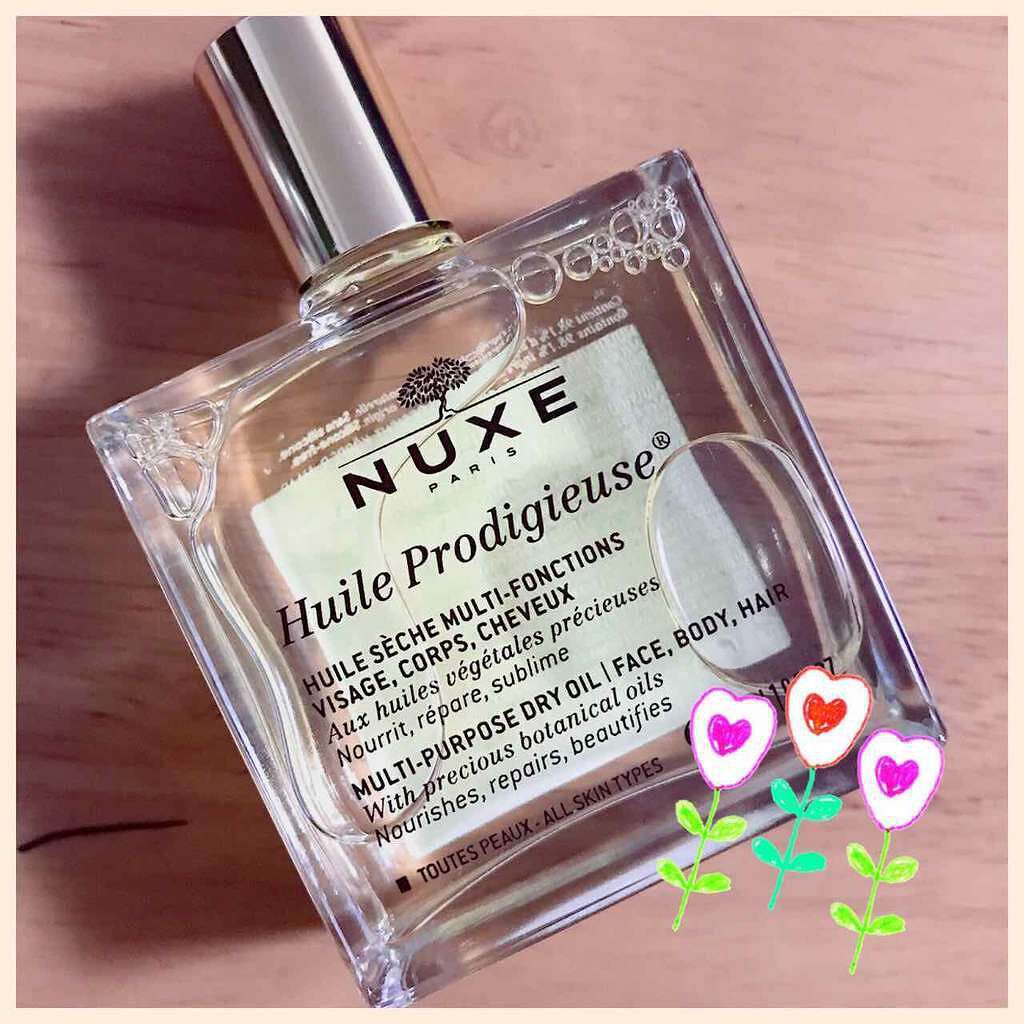 NUXE
PARIS
Huile Prodigieuse®
HUILE SÈCHE MULTI-FONCTIONS
VISAGE, CORPS, CHEVEUX
Aux huiles végétales précieuses
Nourrit, répare, sublime
MULTI-PURPOSE DRY OIL | FACE, BODY, HAIR
With precious botanical oils
Nourishes, repairs, beautifies
TOUTES PEAUX - ALL SKIN TYPES